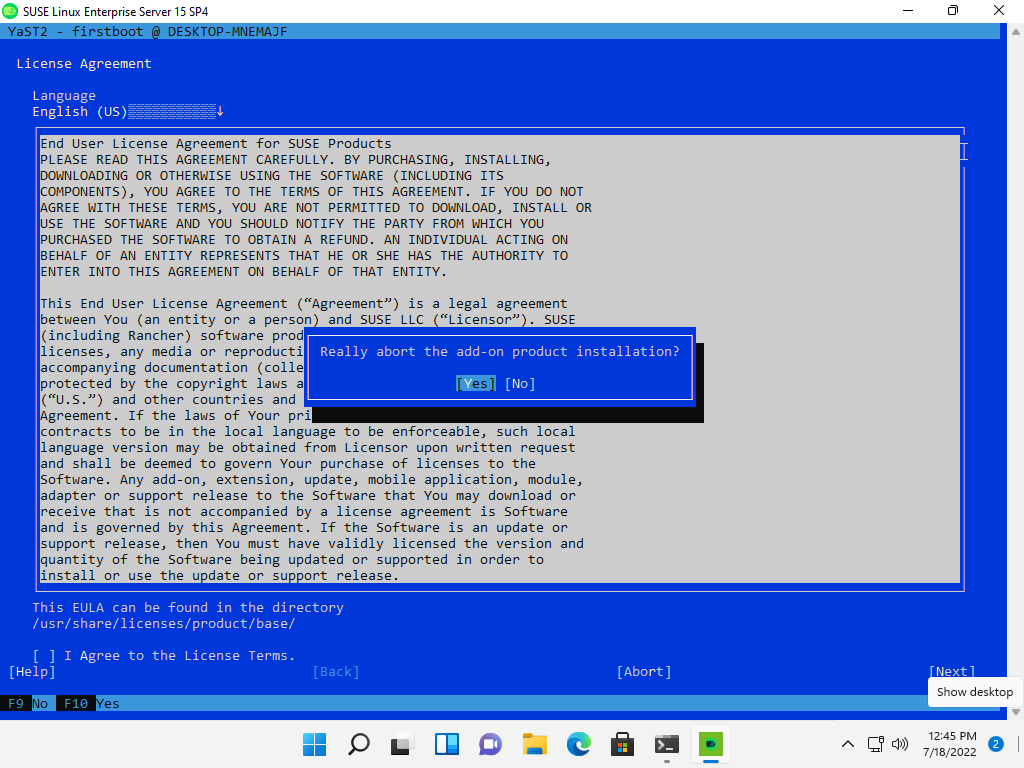 SUSE Linux Enterprise Server 15 SP4
YaST2 - firstboot @ DESKTOP-MNEMAJF
License Agreement
Language
English (US)
End User License Agreement for SUSE Products
PLEASE READ THIS AGREEMENT CAREFULLY. BY PURCHASING, INSTALLING,
DOWNLOADING OR OTHERWISE USING THE SOFTWARE (INCLUDING ITS
COMPONENTS), YOU AGREE TO THE TERMS OF THIS AGREEMENT. IF YOU DO NOT
AGREE WITH THESE TERMS, YOU ARE NOT PERMITTED TO DOWNLOAD, INSTALL OR
USE THE SOFTWARE AND YOU SHOULD NOTIFY THE PARTY FROM WHICH YOU
PURCHASED THE SOFTWARE TO OBTAIN A REFUND. AN INDIVIDUAL ACTING ON
BEHALF OF AN ENTITY REPRESENTS THAT HE OR SHE HAS THE AUTHORITY TO
ENTER INTO THIS AGREEMENT ON BEHALF OF THAT ENTITY.
This End User License Agreement (“Agreement”) is a legal agreement
between You (an entity or a person) and SUSE LLC (“Licensor”). SUSE
(including Rancher) software prod
licenses, any media or reproducti
accompanying documentation (colle
protected by the copyright laws a
(“U.S.”) and other countries and
Agreement. If the laws of Your pri
contracts to be in the local language to be enforceable, such local
language version may be obtained from Licensor upon written request
and shall be deemed to govern Your purchase of licenses to the
Software. Any add-on, extension, update, mobile application, module,
adapter or support release to the Software that You may download or
receive that is not accompanied by a license agreement is Software
and is governed by this Agreement. If the Software is an update or
support release, then You must have validly licensed the version and
quantity of the Software being updated or supported in order to
install or use the update or support release.
Really abort the add-on product installation?
[Yes] [No]
This EULA can be found in the directory
/usr/share/licenses/product/base/
[ ] I Agree to the License Terms.
[Help] [Back] [Abort] [Next]
Show desktop
F9 No F10 Yes
12:45 PM
7/18/2022
2